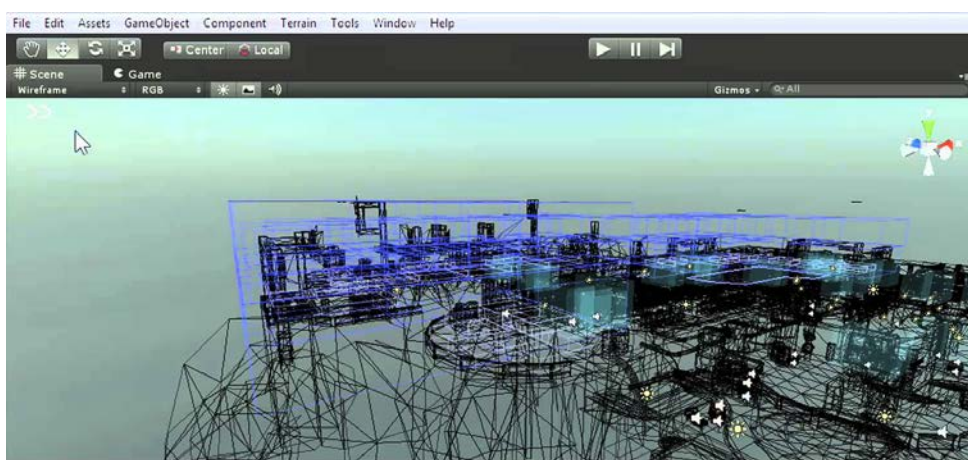 File Edit Assets GameObject Component Terrain Tools Window Help
Center Local
Scene Game
Wireframe RGB Gizmos All